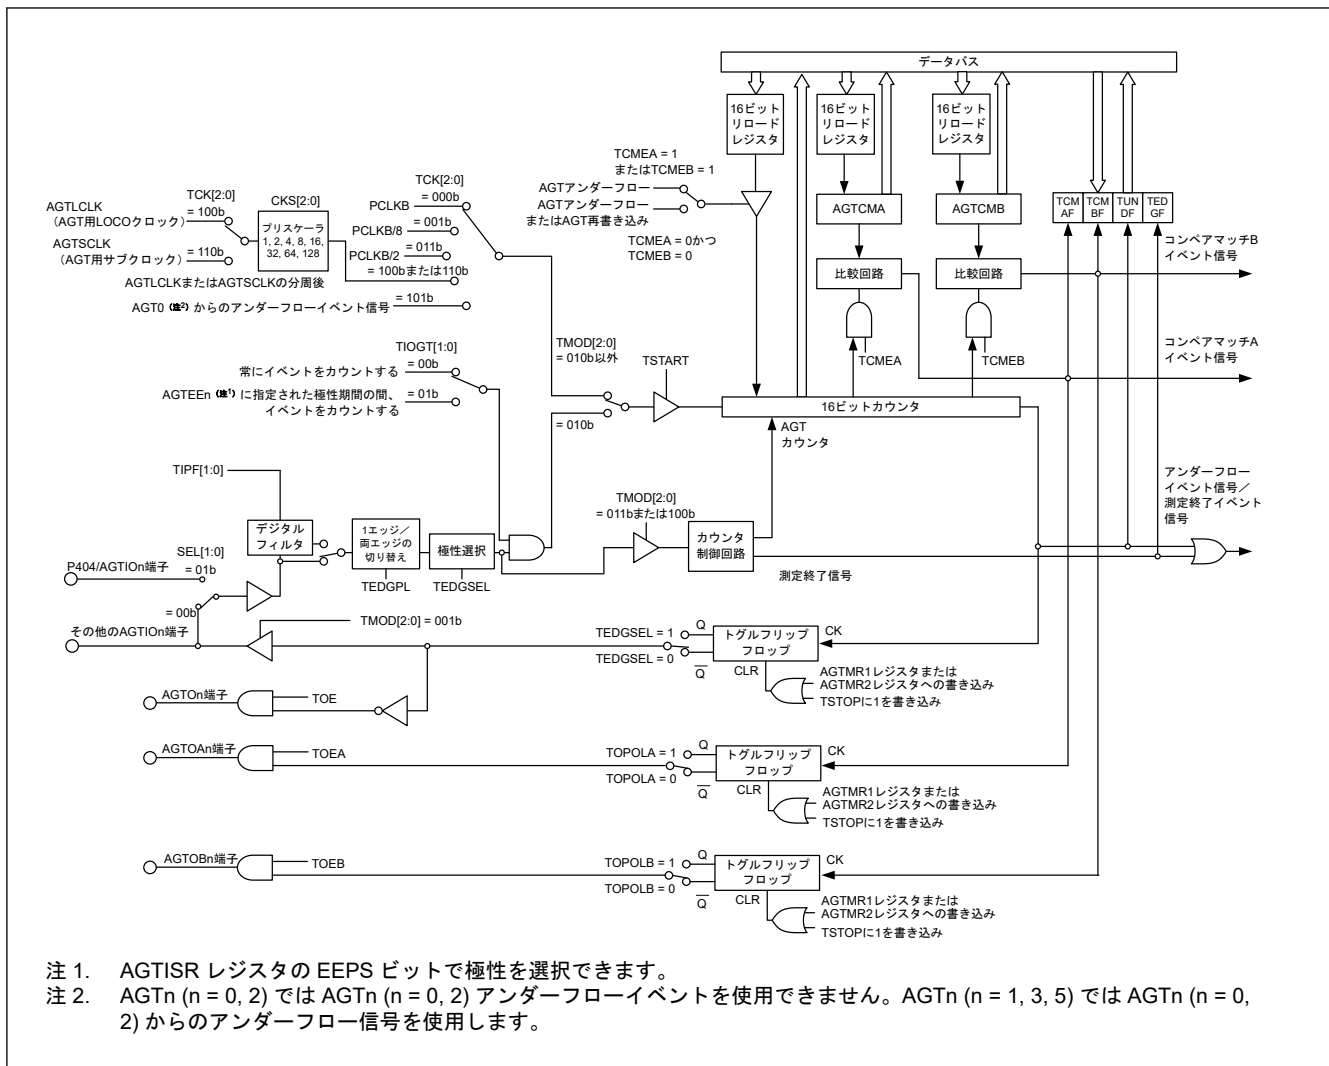 データバス
16ビット
リロード
レジスタ
16ビット
リロード
レジスタ
16ビット
リロード
レジスタ
TCMEA = 1
またはTCMEB = 1
AGTアンダーフロー
AGTアンダーフロー
またはAGT再書き込み
TCMEA = 0かつ
TCMEB = 0
AGTCMA
AGTCMB
TCM
AF
TCM
BF
TUN
DF
TED
GF
比較回路
比較回路
TCMEA
TCMEB
コンペアマッチB
イベント信号
コンペアマッチA
イベント信号
AGTLCLK
（AGT用LOCOクロック）
TCK[2:0]
= 100b
AGTSCLK
（AGT用サブクロック）
= 110b
CKS[2:0]
プリスケーラ
1, 2, 4, 8, 16,
32, 64, 128
TCK[2:0]
PCLKB
= 000b
PCLKB/8
= 001b
PCLKB/2
= 011b
= 100bまたは110b
AGTLCLKまたはAGTSCLKの分周後
AGT0（注2）からのアンダーフローイベント信号
= 101b
TIOGT[1:0]
常にイベントをカウントする
= 00b
AGTEEn（注1）に指定された極性期間の間、
イベントをカウントする
= 01b
TMOD[2:0]
= 010b以外
= 010b
TSTART
16ビットカウンタ
AGT
カウンタ
TIPF[1:0]
デジタル
フィルタ
1エッジ／
両エッジの
切り替え
TEDGPL
極性選択
TEDGSEL
TMOD[2:0]
= 011bまたは100b
カウンタ
制御回路
測定終了信号
アンダーフロー
イベント信号／
測定終了イベント
信号
SEL[1:0]
P404/AGTIOn端子
= 01b
= 00b
その他のAGTIOn端子
TMOD[2:0] = 001b
TEDGSEL = 1
TEDGSEL = 0
Q
Q
トグルフリップ
フロップ
CK
CLR
AGTMR1レジスタまたは
AGTMR2レジスタへの書き込み
TSTOPに1を書き込み
AGTOn端子
TOE
AGTOAn端子
TOEA
TOPOLA = 1
TOPOLA = 0
Q
Q
トグルフリップ
フロップ
CK
CLR
AGTMR1レジスタまたは
AGTMR2レジスタへの書き込み
TSTOPに1を書き込み
AGTOBn端子
TOEB
TOPOLB = 1
TOPOLB = 0
Q
Q
トグルフリップ
フロップ
CK
CLR
AGTMR1レジスタまたは
AGTMR2レジスタへの書き込み
TSTOPに1を書き込み
注 1. AGTISR レジスタの EEPS ビットで極性を選択できます。
注 2. AGTn (n = 0, 2) では AGTn (n = 0, 2) アンダーフローイベントを使用できません。AGTn (n = 1, 3, 5) では AGTn (n = 0,
2) からのアンダーフロー信号を使用します。